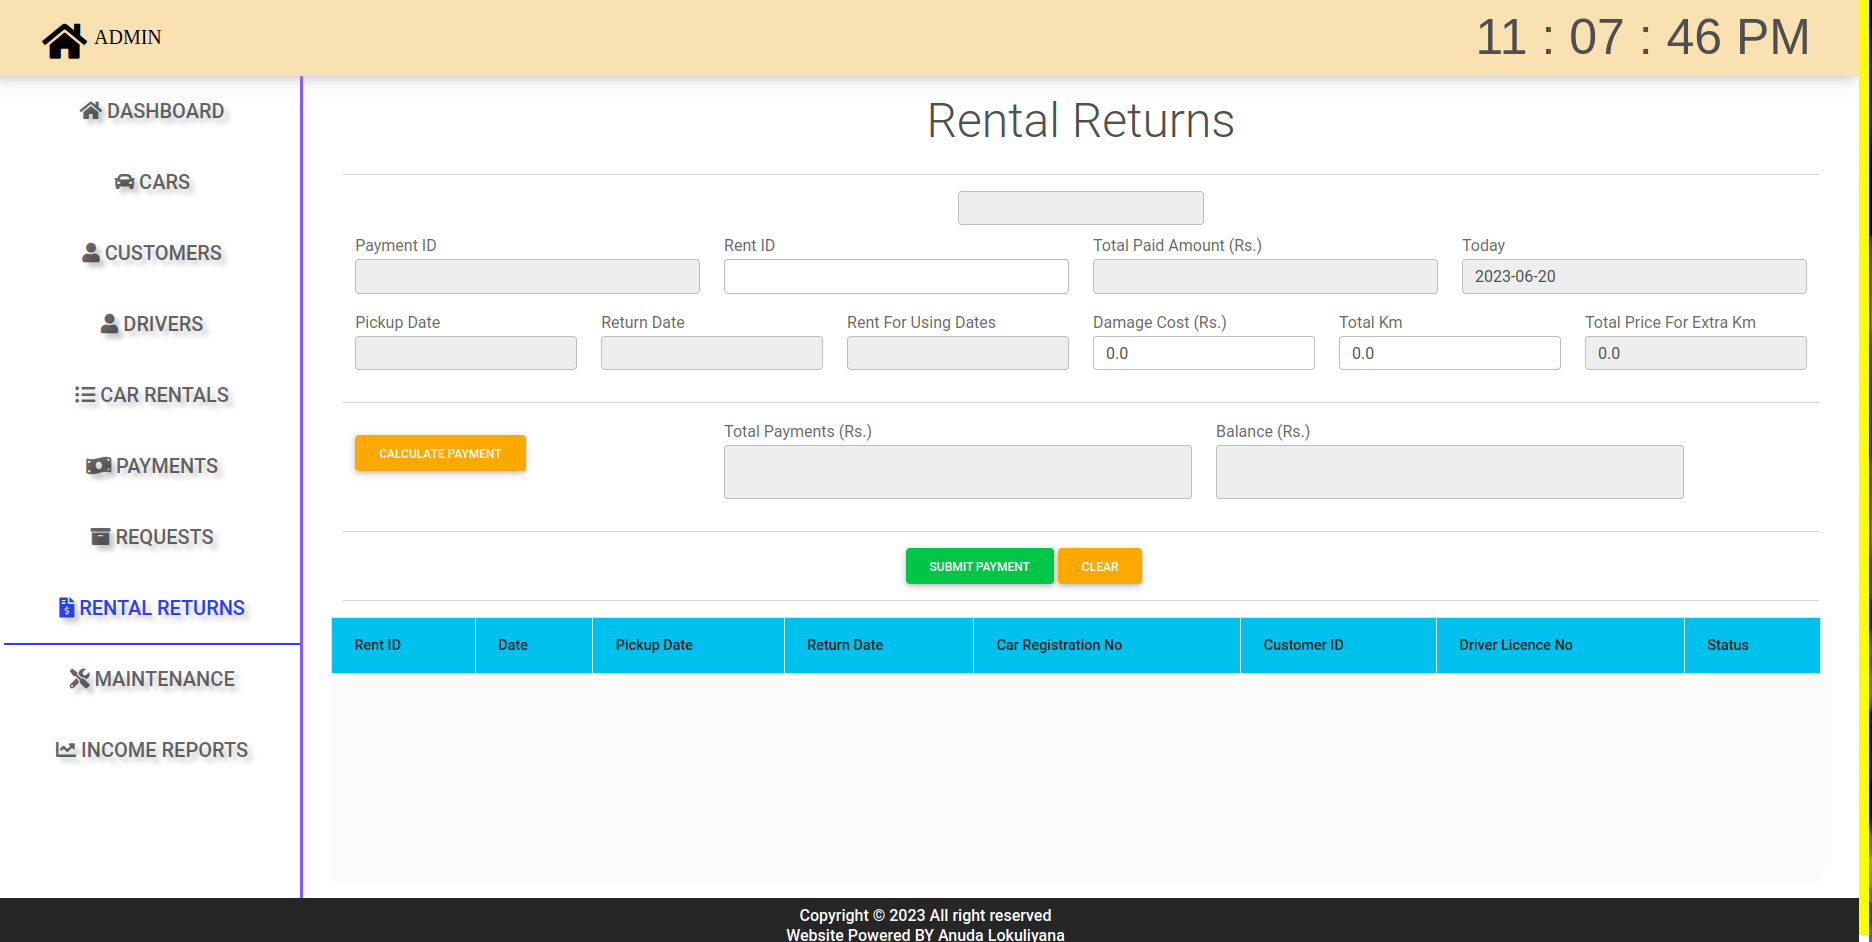 ADMIN
11 : 07 : 46 PM
DASHBOARD
CARS
CUSTOMERS
DRIVERS
CAR RENTALS
PAYMENTS
REQUESTS
RENTAL RETURNS
MAINTENANCE
INCOME REPORTS
Rental Returns
Payment ID Rent ID Total Paid Amount (Rs.) Today
2023-06-20
Pickup Date Return Date Rent For Using Dates Damage Cost (Rs.) Total Km Total Price For Extra Km
0.0 0.0 0.0
Total Payments (Rs.) Balance (Rs.)
CALCULATE PAYMENT
SUBMIT PAYMENT CLEAR
Rent ID Date Pickup Date Return Date Car Registration No Customer ID Driver Licence No Status
Copyright © 2023 All right reserved
Website Powered BY Anuda Lokuliyana